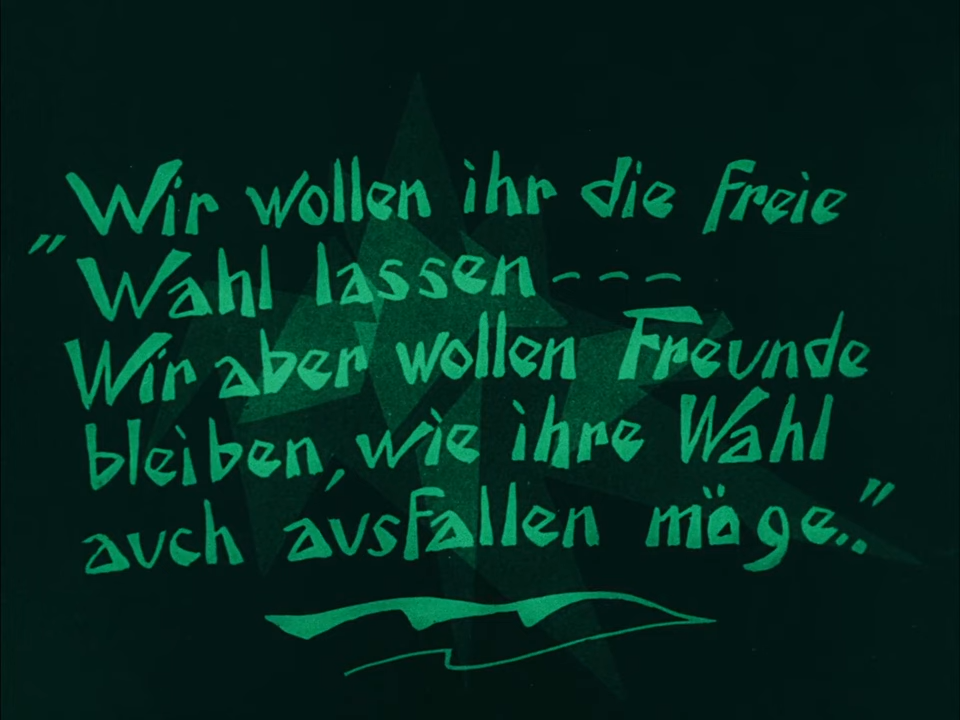 Wir wollen ihr die freie
"Wahl lassen - - - -
Wir aber wollen Freunde
bleiben, wie ihre Wahl
auch ausfallen möge.."